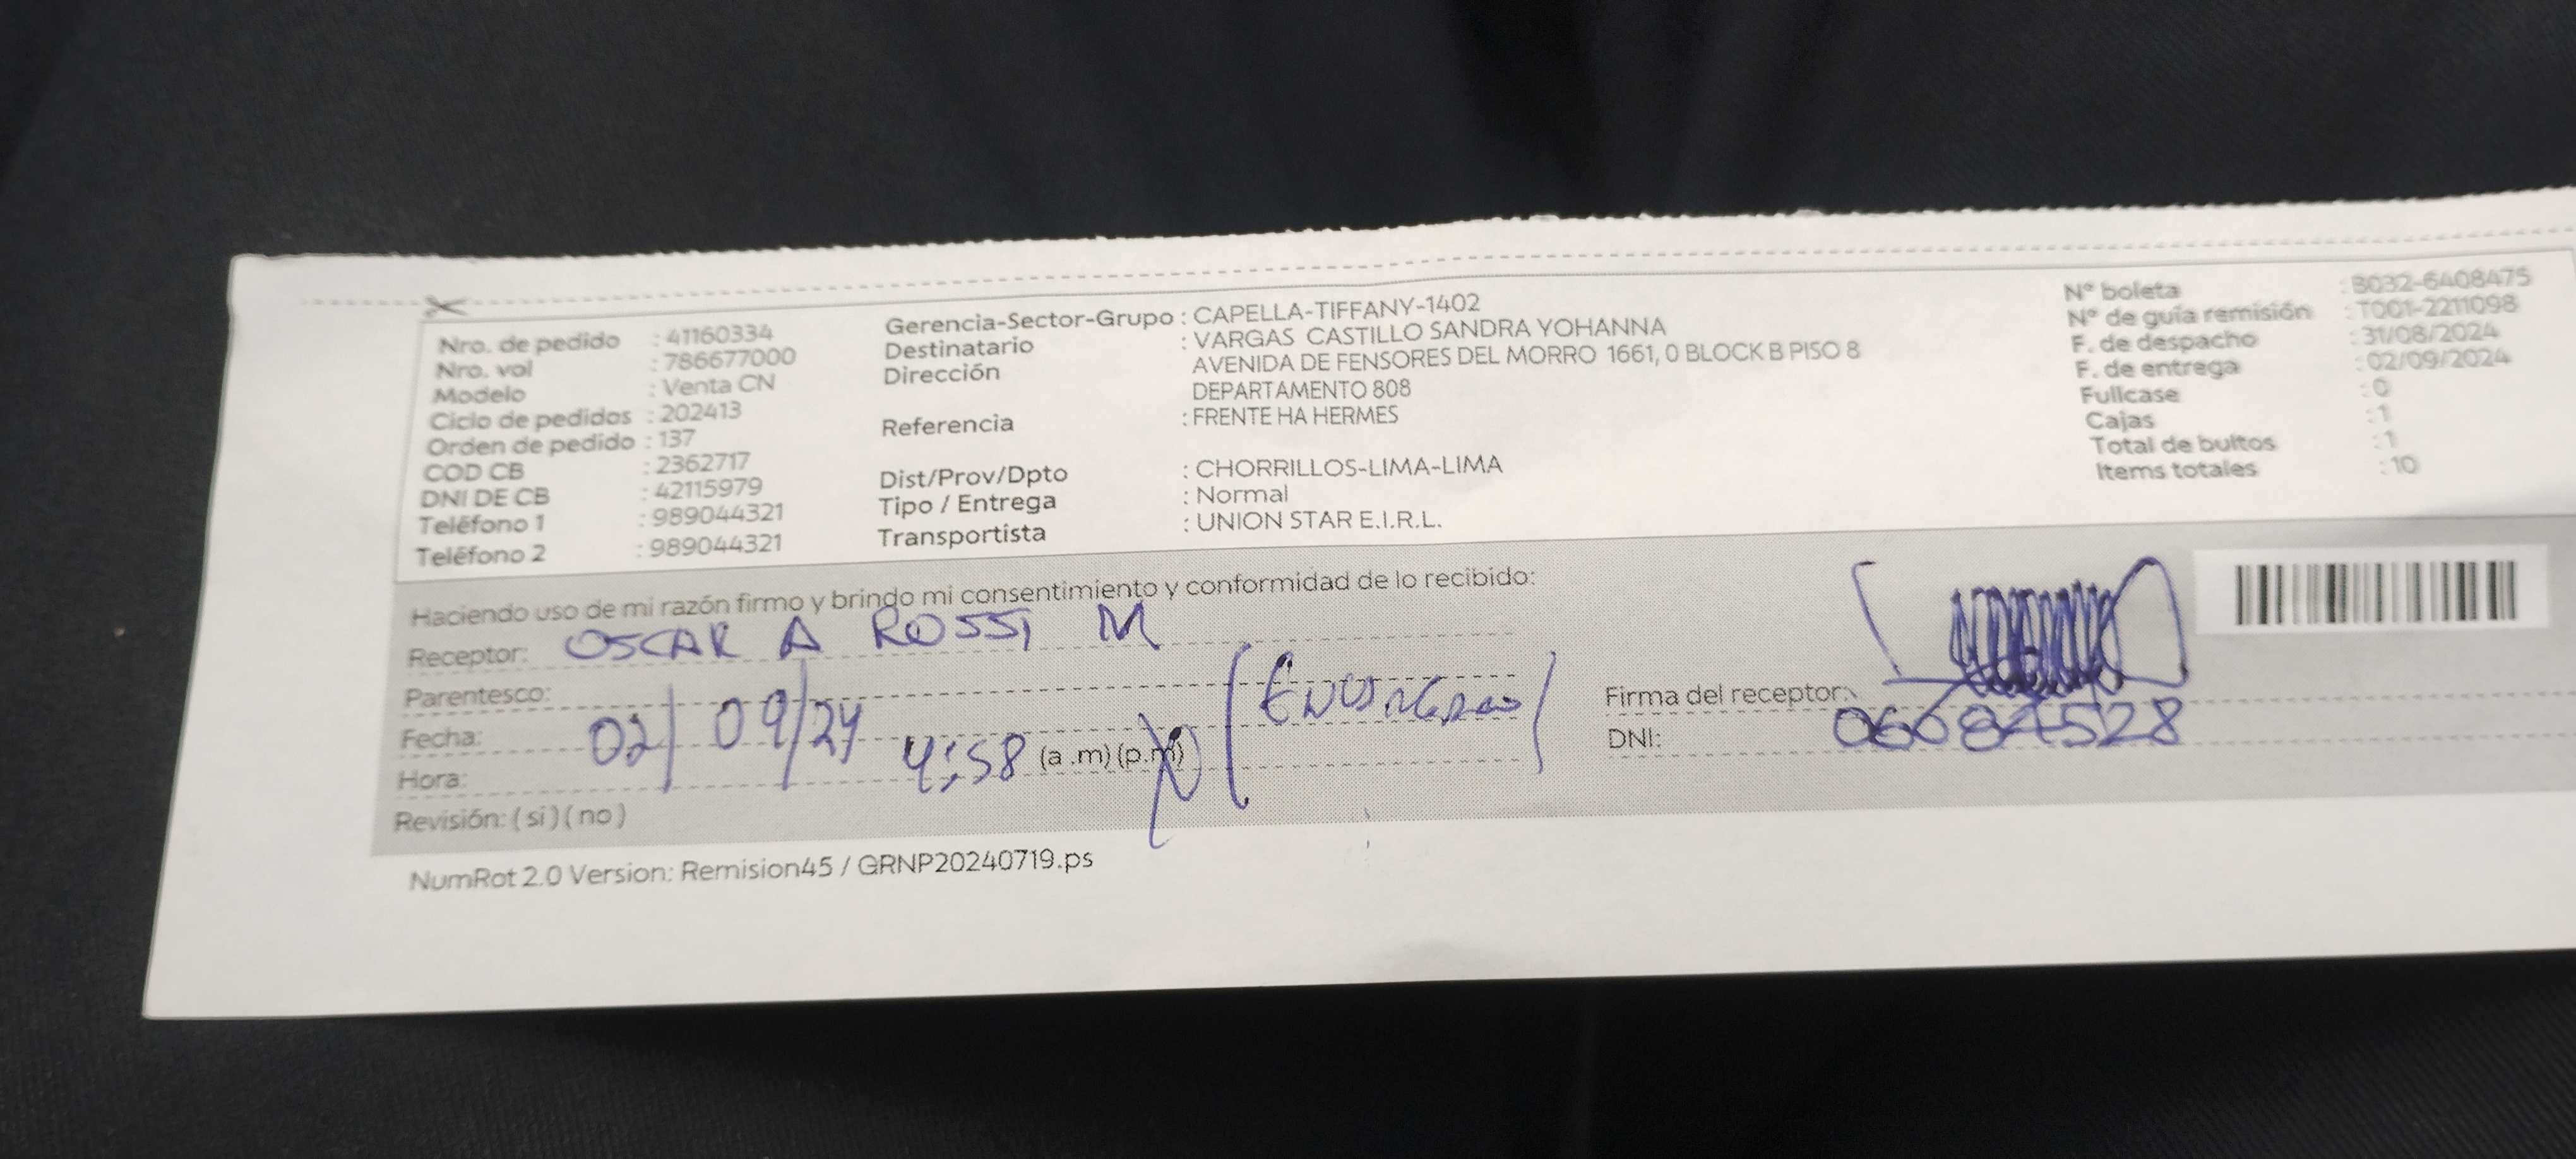 Nro. de pedido : 41160334
Nro. vol : 786677000
Modelo : Venta CN
Ciclo de pedidos : 202413
Orden de pedido : 137
COD CB : 2362717
DNI DE CB : 42115979
Teléfono 1 : 989044321
Teléfono 2 : 989044321
Gerencia-Sector-Grupo : CAPELLA-TIFFANY-1402
Destinatario : VARGAS CASTILLO SANDRA YOHANNA
Dirección AVENIDA DE FENSORES DEL MORRO 1661, 0 BLOCK B PISO 8
DEPARTAMENTO 808
Referencia : FRENTE HA HERMES
Dist/Prov/Dpto : CHORRILLOS-LIMA-LIMA
Tipo / Entrega : Normal
Transportista : UNION STAR E.I.R.L.
N° boleta : B032-6408475
N° de guía remisión : T001-2211098
F. de despacho : 31/08/2024
F. de entrega : 02/09/2024
Fullcase : 0
Cajas : 1
Total de bultos : 1
Items totales : 10
Haciendo uso de mi razón firmo y brindo mi consentimiento y conformidad de lo recibido:
Receptor: OSCAR A ROSSI M
Parentesco:
Fecha: 02/09/24
Hora: 4:58 (a .m) (p.m)
Revisión: ( si ) ( no )
Firma del receptor:
DNI: 06684528
NumRot 2.0 Version: Remision45 / GRNP20240719.ps